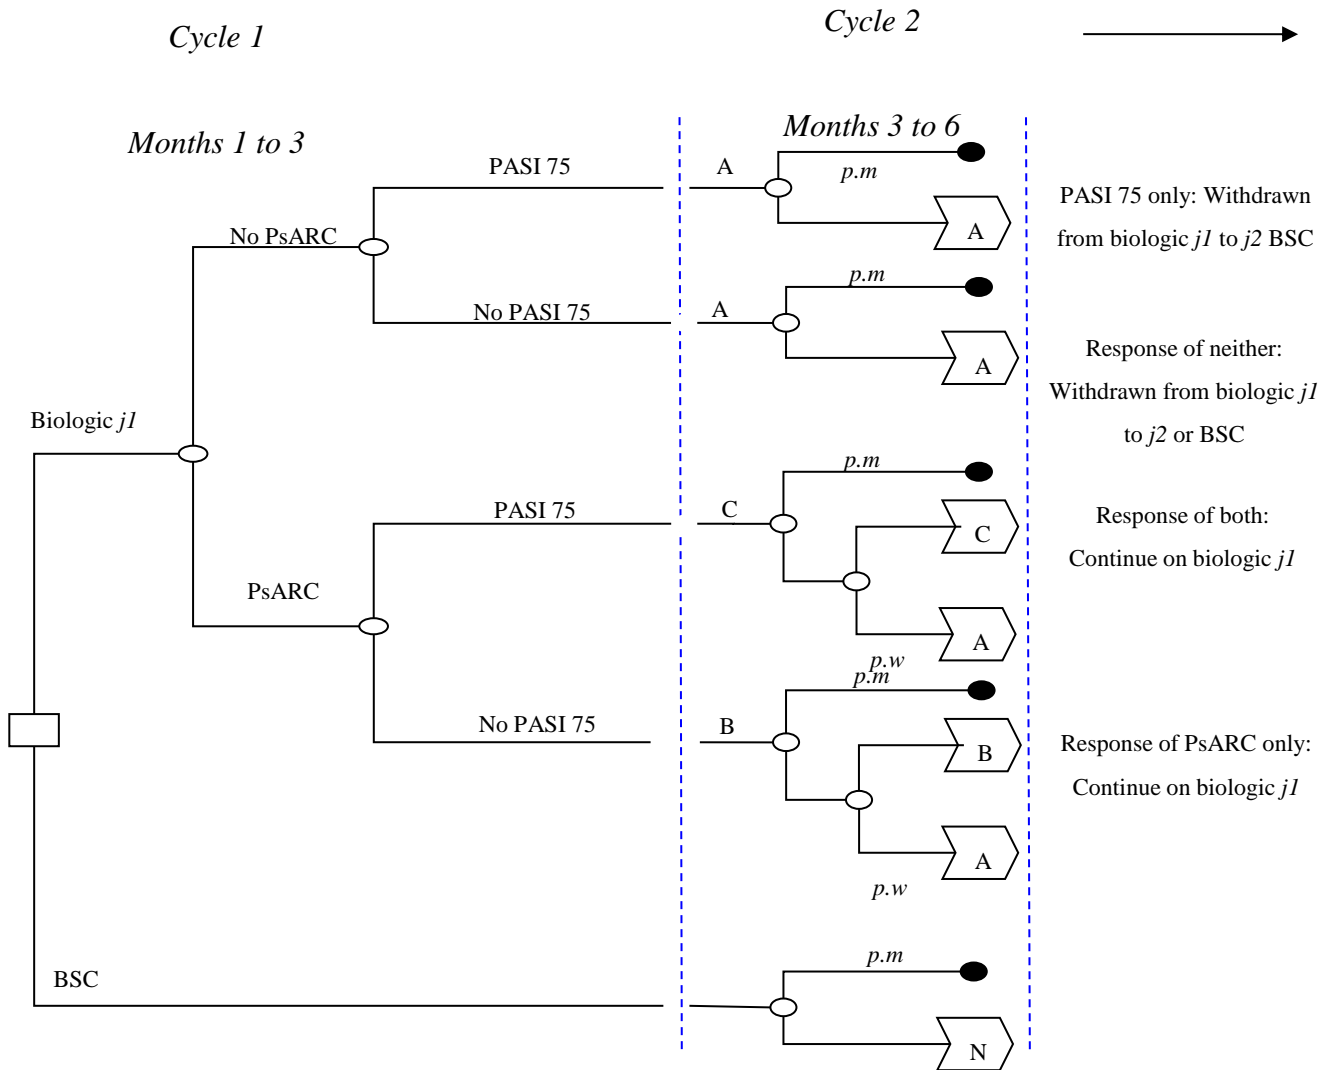 Cycle 1
Cycle 2
Months 1 to 3
Months 3 to 6
PASI 75
A
p.m
A
PASI 75 only: Withdrawn
from biologic j1 to j2 BSC
No PsARC
No PASI 75
A
p.m
A
Response of neither:
Withdrawn from biologic j1
to j2 or BSC
Biologic j1
PASI 75
C
p.m
C
A
p.w
Response of both:
Continue on biologic j1
PsARC
No PASI 75
B
p.m
B
A
p.w
Response of PsARC only:
Continue on biologic j1
BSC
p.m
N